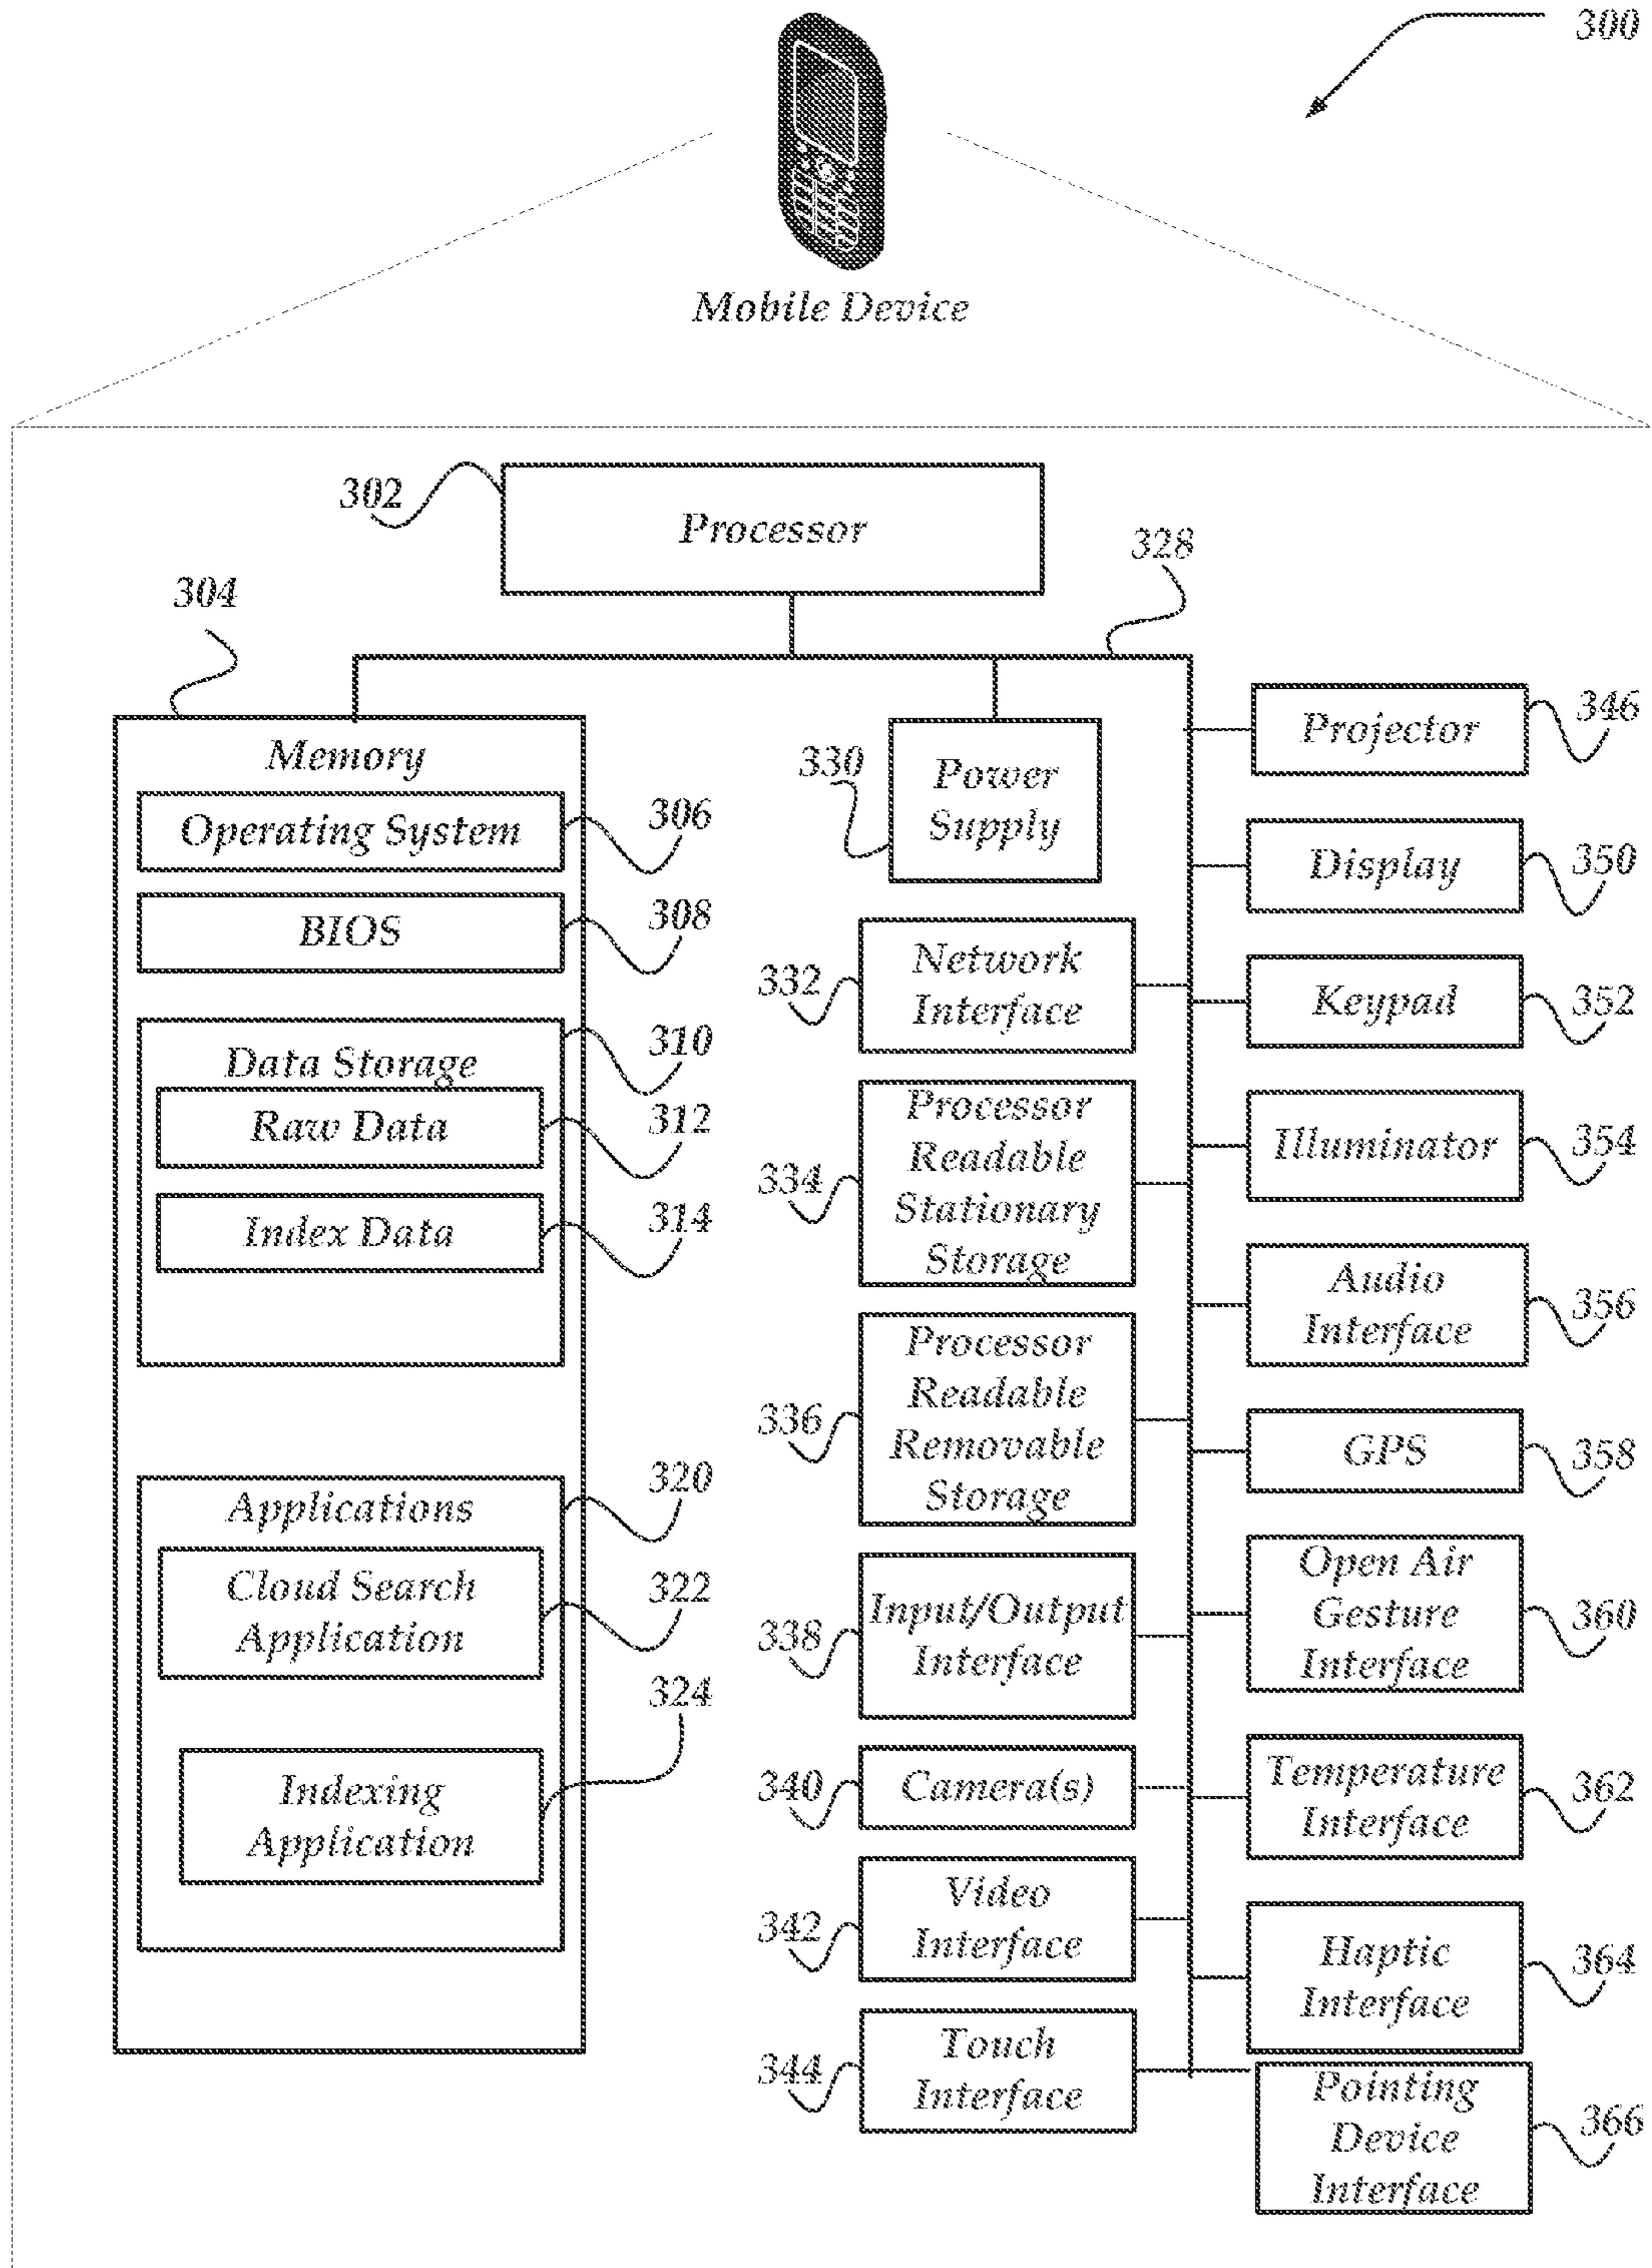 300
Mobile Device
302
Processor
328
304
Memory
Operating System
306
BIOS
308
Data Storage
310
Raw Data
312
Index Data
314
Applications
320
Cloud Search
Application
322
324
Indexing
Application
330
Power
Supply
332
Network
Interface
334
Processor
Readable
Stationary
Storage
336
Processor
Readable
Removable
Storage
338
Input/Output
Interface
340
Camera(s)
342
Video
Interface
344
Touch
Interface
Projector
346
Display
350
Keypad
352
Illuminator
354
Audio
Interface
356
GPS
358
Open Air
Gesture
Interface
360
Temperature
Interface
362
Haptic
Interface
364
Pointing
Device
Interface
366